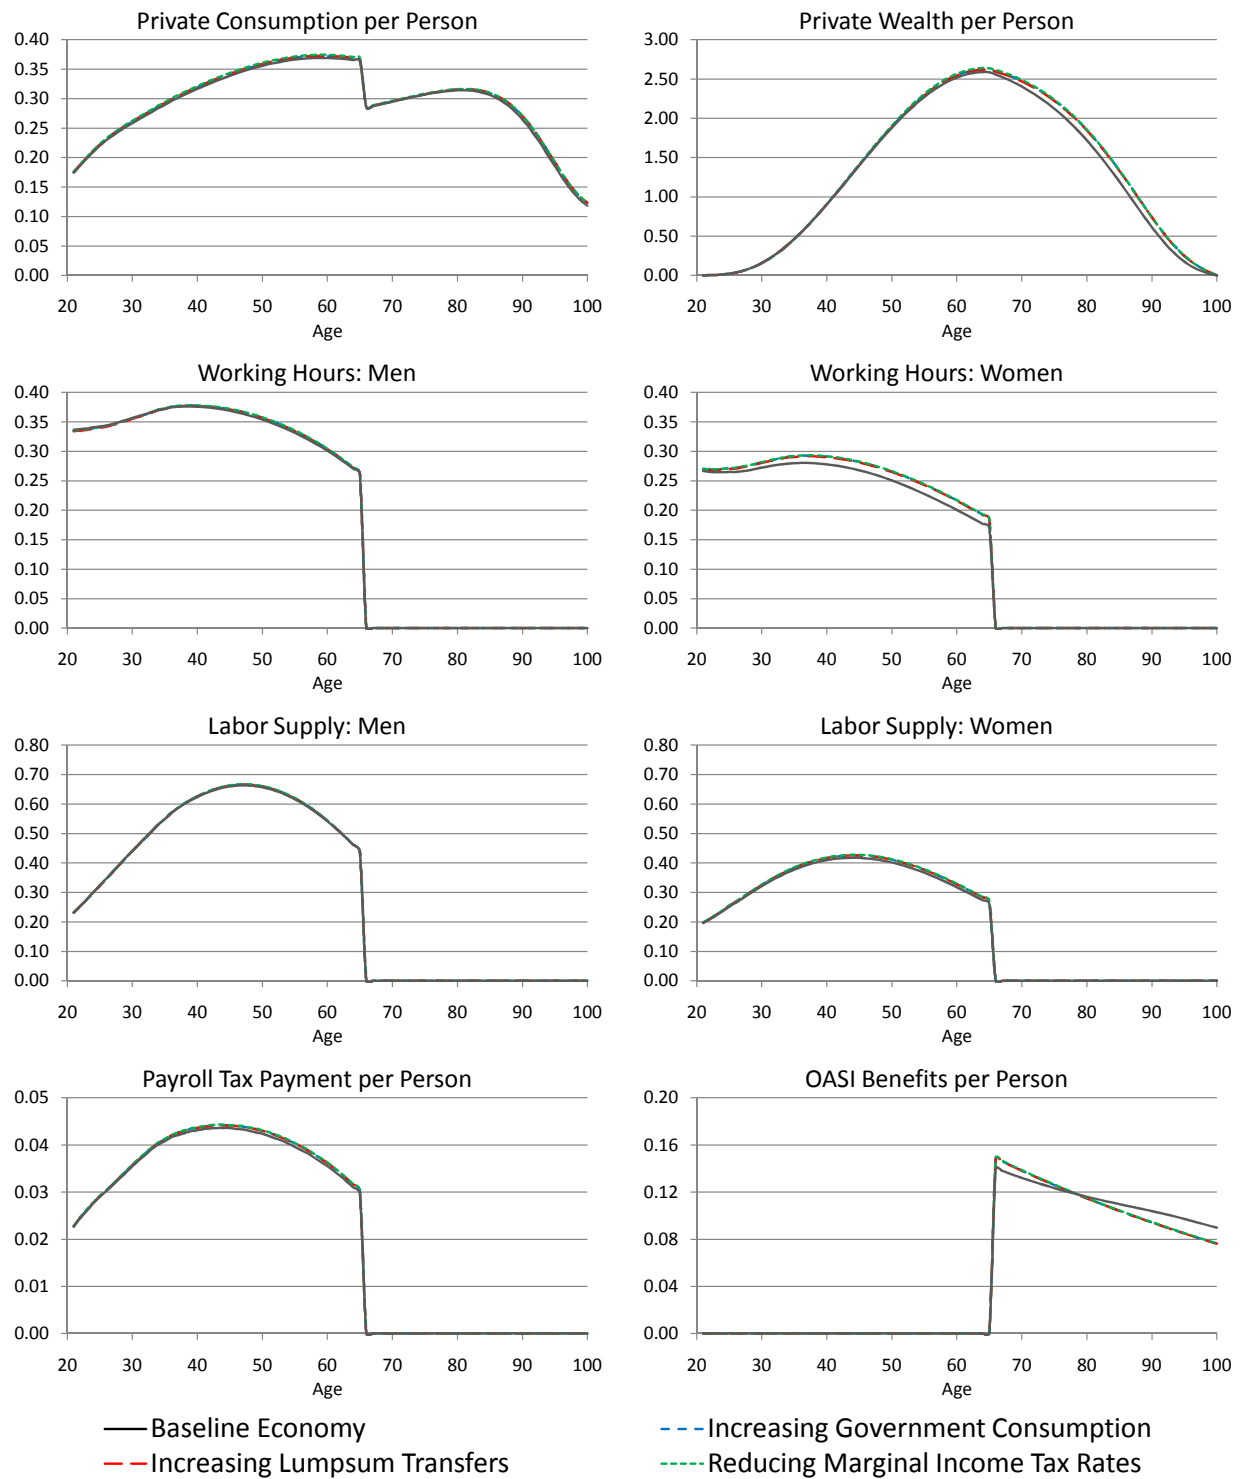 Private Consumption per Person
0.40
0.35
0.30
0.25
0.20
0.15
0.10
0.05
0.00
20 30 40 50 60 70 80 90 100
Age
Private Wealth per Person
3.00
2.50
2.00
1.50
1.00
0.50
0.00
20 30 40 50 60 70 80 90 100
Age
Working Hours: Men
0.40
0.35
0.30
0.25
0.20
0.15
0.10
0.05
0.00
20 30 40 50 60 70 80 90 100
Age
Working Hours: Women
0.40
0.35
0.30
0.25
0.20
0.15
0.10
0.05
0.00
20 30 40 50 60 70 80 90 100
Age
Labor Supply: Men
0.80
0.70
0.60
0.50
0.40
0.30
0.20
0.10
0.00
20 30 40 50 60 70 80 90 100
Age
Labor Supply: Women
0.80
0.70
0.60
0.50
0.40
0.30
0.20
0.10
0.00
20 30 40 50 60 70 80 90 100
Age
Payroll Tax Payment per Person
0.05
0.04
0.03
0.02
0.01
0.00
20 30 40 50 60 70 80 90 100
Age
OASI Benefits per Person
0.20
0.16
0.12
0.08
0.04
0.00
20 30 40 50 60 70 80 90 100
Age
Baseline Economy
Increasing Government Consumption
Increasing Lumpsum Transfers
Reducing Marginal Income Tax Rates